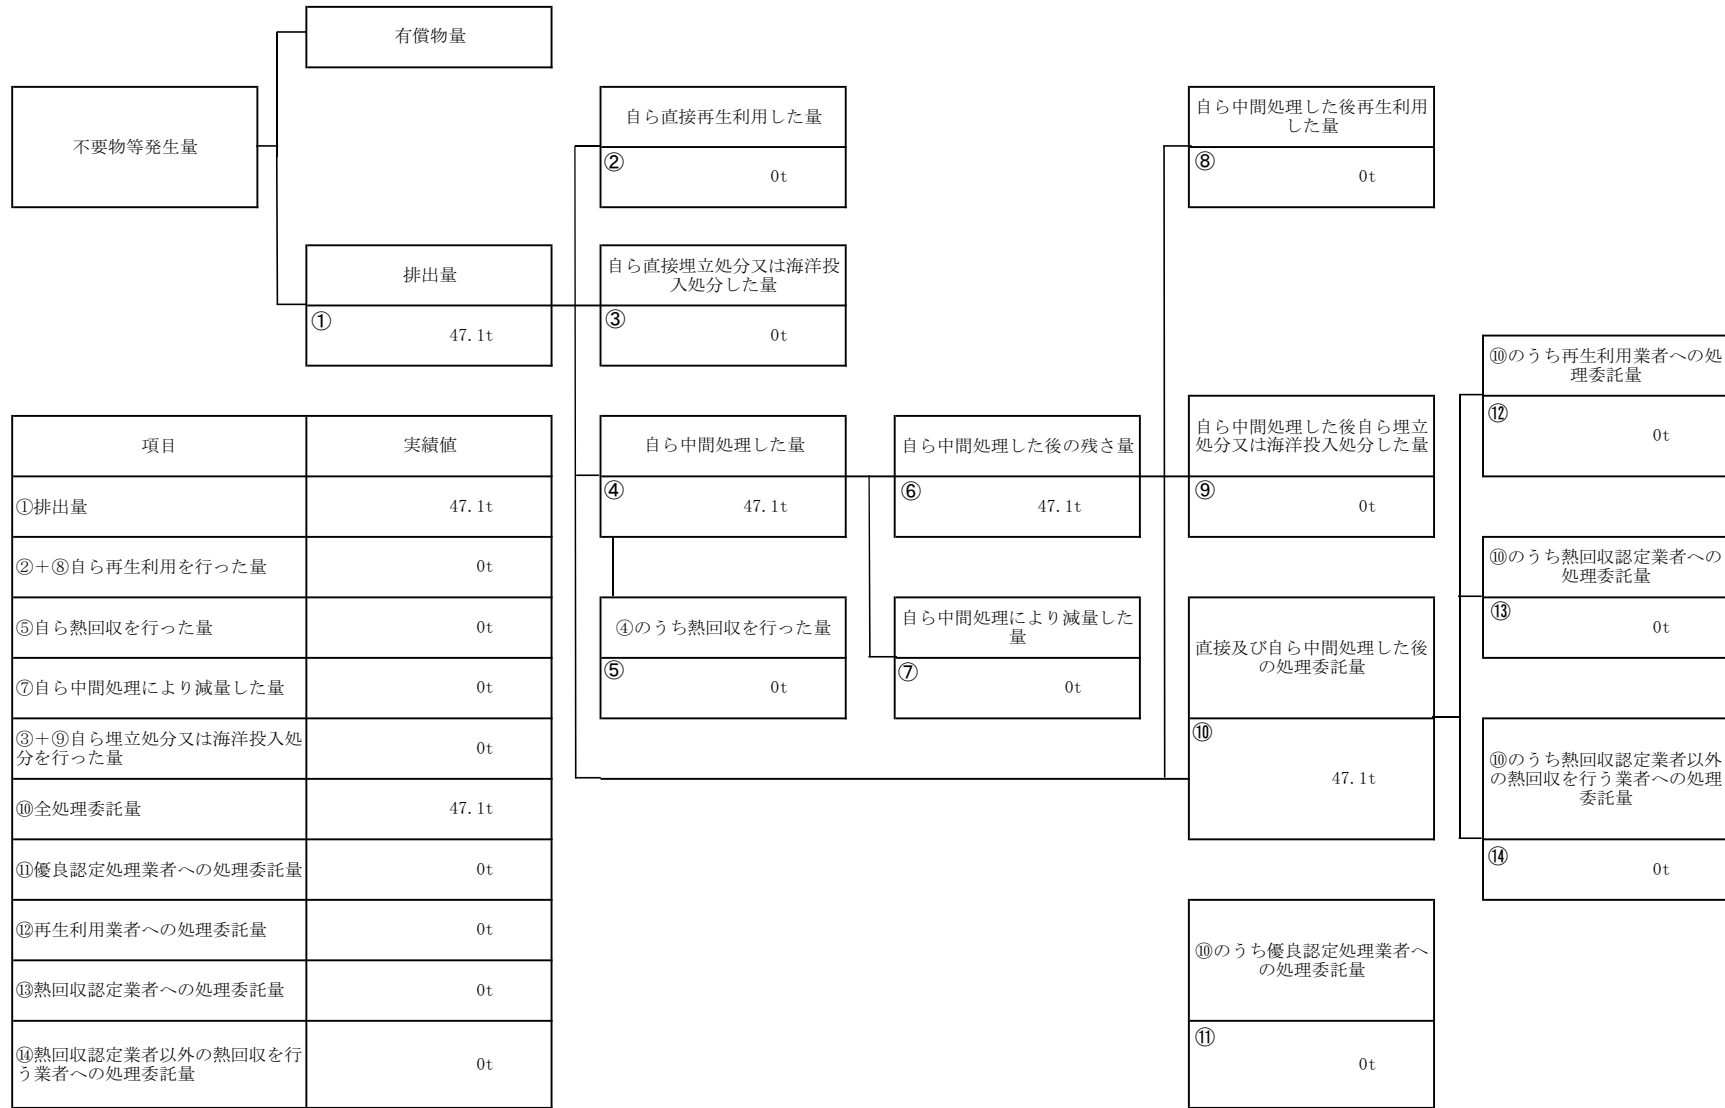 有償物量
不要物等発生量
自ら直接再生利用した量
②
0t
自ら中間処理した後再生利用
した量
⑧
0t
排出量
①
47.1t
自ら直接埋立処分又は海洋投
入処分した量
③
0t
⑩のうち再生利用業者への処
理委託量
⑫
0t
自ら中間処理した量
④
47.1t
自ら中間処理した後の残さ量
⑥
47.1t
自ら中間処理した後自ら埋立
処分又は海洋投入処分した量
⑨
0t
⑩のうち熱回収認定業者への
処理委託量
⑬
0t
④のうち熱回収を行った量
⑤
0t
自ら中間処理により減量した
量
⑦
0t
直接及び自ら中間処理した後
の処理委託量
⑩
47.1t
⑩のうち熱回収認定業者以外
の熱回収を行う業者への処理
委託量
⑭
0t
⑩のうち優良認定処理業者へ
の処理委託量
⑪
0t
項目 実績値
①排出量 47.1t
②+⑧自ら再生利用を行った量 0t
⑤自ら熱回収を行った量 0t
⑦自ら中間処理により減量した量 0t
③+⑨自ら埋立処分又は海洋投入処
分を行った量 0t
⑩全処理委託量 47.1t
⑪優良認定処理業者への処理委託量 0t
⑫再生利用業者への処理委託量 0t
⑬熱回収認定業者への処理委託量 0t
⑭熱回収認定業者以外の熱回収を行
う業者への処理委託量 0t